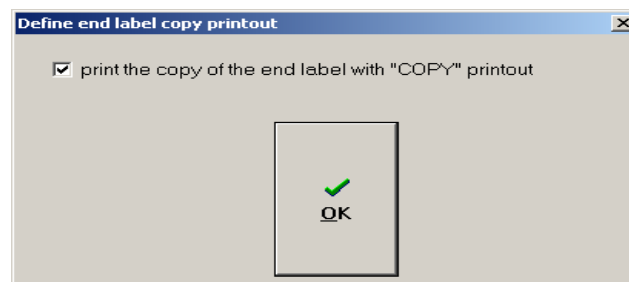 Define end label copy printout
print the copy of the end label with "COPY" printout
OK